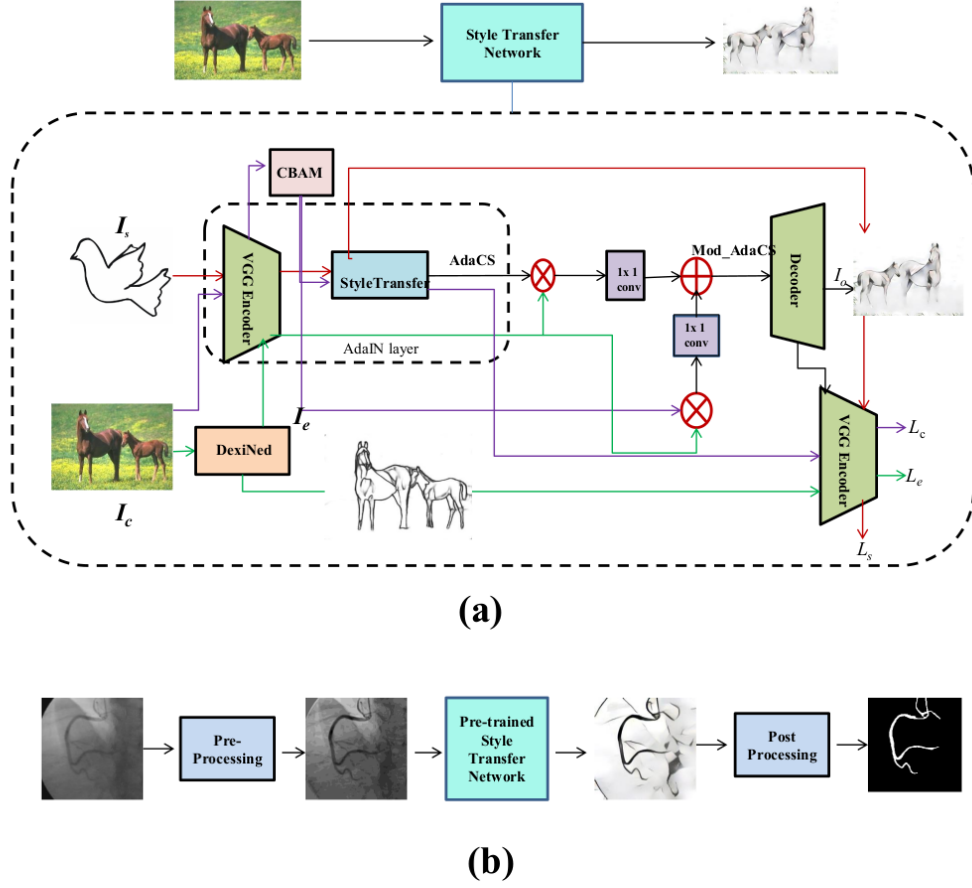 Style Transfer
Network
CBAM
I_s
VGG Encoder
StyleTransfer
AdaCS
1x 1
conv
Mod_AdaCS
Decoder
I_o
1x 1
conv
AdaIN layer
I_e
DexiNed
I_c
VGG Encoder
L_c
L_e
L_s
(a)
Pre-
Processing
Pre-trained
Style
Transfer
Network
Post
Processing
(b)